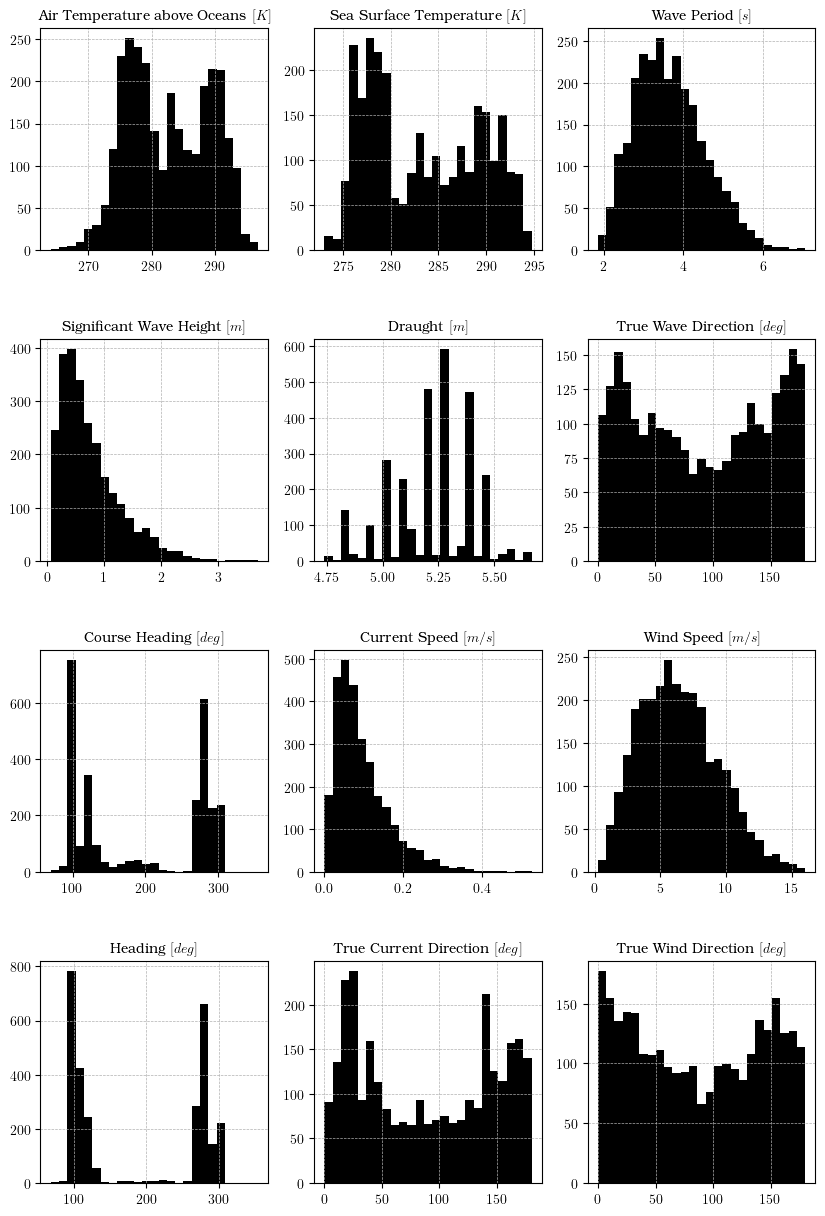 Air Temperature above Oceans [K]
250
200
150
100
50
0
270 280 290
Sea Surface Temperature [K]
200
150
100
50
0
275 280 285 290 295
Wave Period [s]
250
200
150
100
50
0
2 4 6
Significant Wave Height [m]
400
300
200
100
0
0 1 2 3
Draught [m]
600
500
400
300
200
100
0
4.75 5.00 5.25 5.50
True Wave Direction [deg]
150
125
100
75
50
25
0
0 50 100 150
Course Heading [deg]
600
400
200
0
100 200 300
Current Speed [m/s]
500
400
300
200
100
0
0.0 0.2 0.4
Wind Speed [m/s]
250
200
150
100
50
0
0 5 10 15
Heading [deg]
800
600
400
200
0
100 200 300
True Current Direction [deg]
200
150
100
50
0
0 50 100 150
True Wind Direction [deg]
150
100
50
0
0 50 100 150